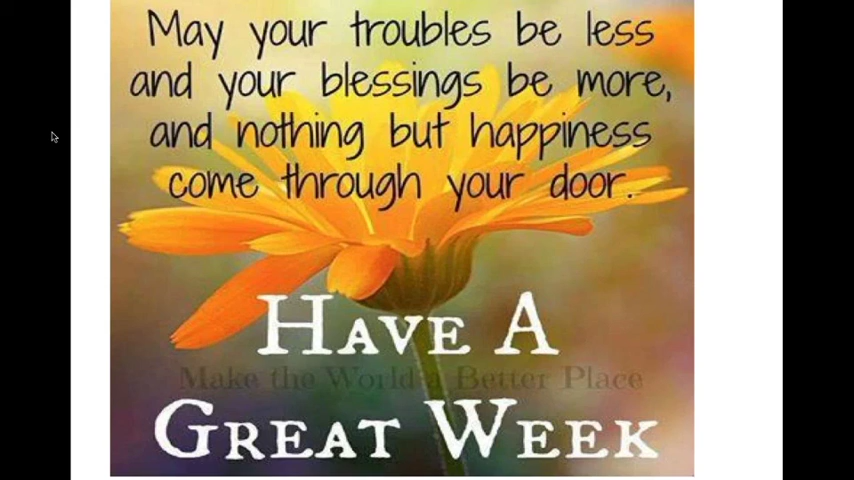 May your troubles be less
and your blessings be more,
and nothing but happiness
come through your door.
HAVE A
Make the World a Better Place
GREAT WEEK